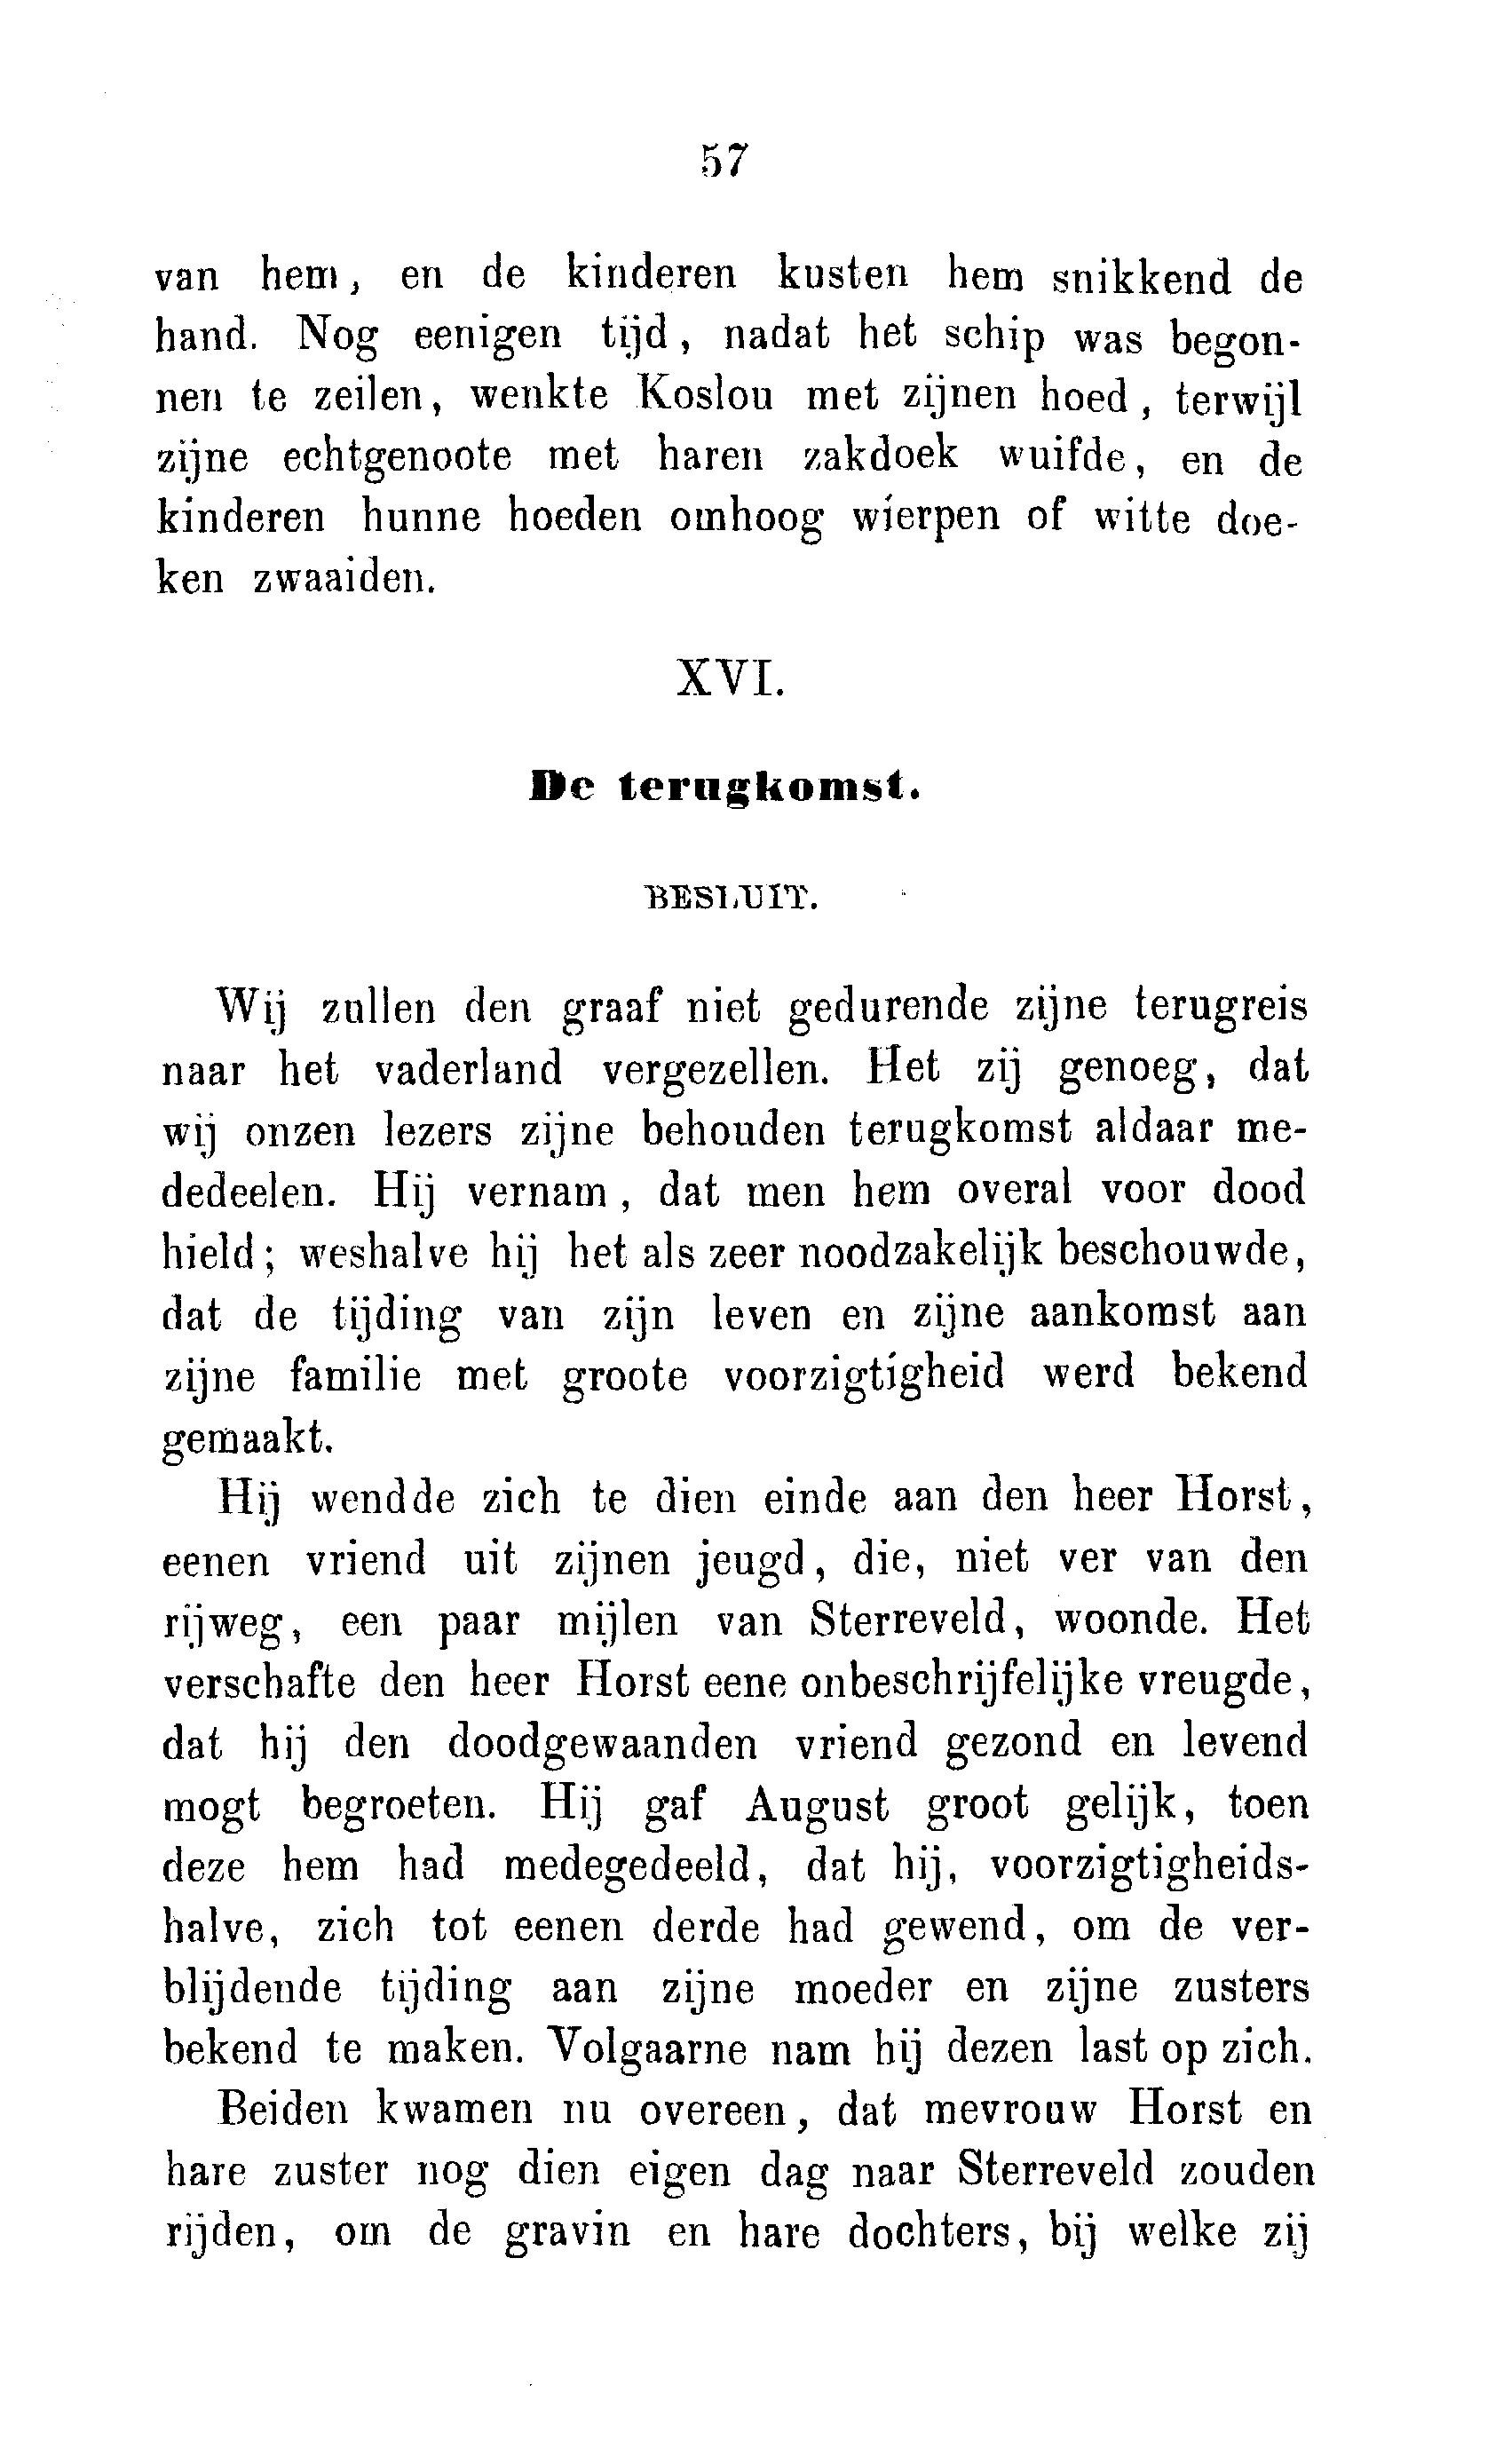 57
van hem, en de kinderen kusten hem snikkend de
hand. Nog eenigen tijd, nadat het schip was begon-
nen te zeilen, wenkte Koslou met zijnen hoed, terwijl
zijne echtgenoote met haren zakdoek wuifde, en de
kinderen hunne hoeden omhoog wierpen of witte doe-
ken zwaaiden.
XVI.
De terugkomst.
BESLUIT.
Wij zullen den graaf niet gedurende zijne terugreis
naar het vaderland vergezellen. Het zij genoeg, dat
wij onzen lezers zijne behouden terugkomst aldaar me-
dedeelen. Hij vernam, dat men hem overal voor dood
hield; weshalve hij het als zeer noodzakelijk beschouwde,
dat de tijding van zijn leven en zijne aankomst aan
zijne familie met groote voorzigtigheid werd bekend
gemaakt.
Hij wendde zich te dien einde aan den heer Horst,
eenen vriend uit zijnen jeugd, die, niet ver van den
rijweg, een paar mijlen van Sterreveld, woonde. Het
verschafte den heer Horst eene onbeschrijfelijke vreugde,
dat hij den doodgewaanden vriend gezond en levend
mogt begroeten. Hij gaf August groot gelijk, toen
deze hem had medegedeeld, dat hij, voorzigtigheids-
halve, zich tot eenen derde had gewend, om de ver-
blijdende tijding aan zijne moeder en zijne zusters
bekend te maken. Volgaarne nam hij dezen last op zich.
Beiden kwamen nu overeen, dat mevrouw Horst en
hare zuster nog dien eigen dag naar Sterreveld zouden
rijden, om de gravin en hare dochters, bij welke zij